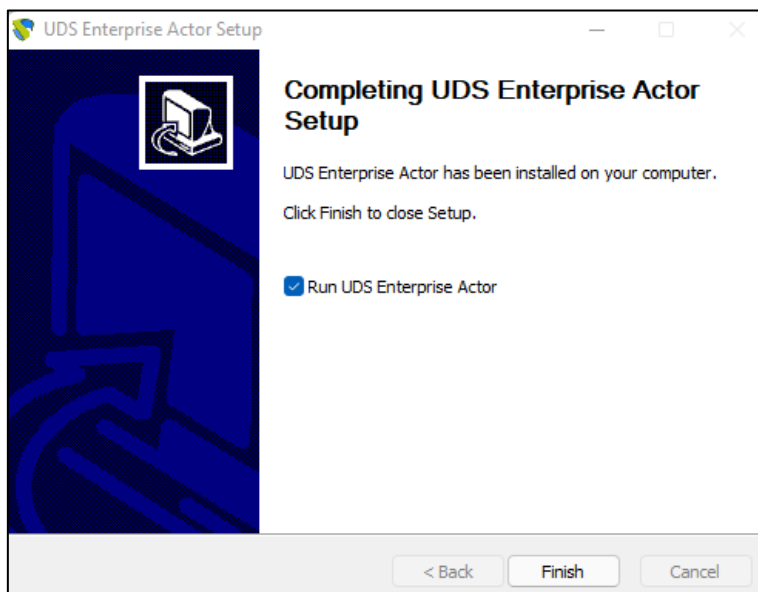 UDS Enterprise Actor Setup
Completing UDS Enterprise Actor
Setup
UDS Enterprise Actor has been installed on your computer.
Click Finish to close Setup.
Run UDS Enterprise Actor
< Back
Finish
Cancel